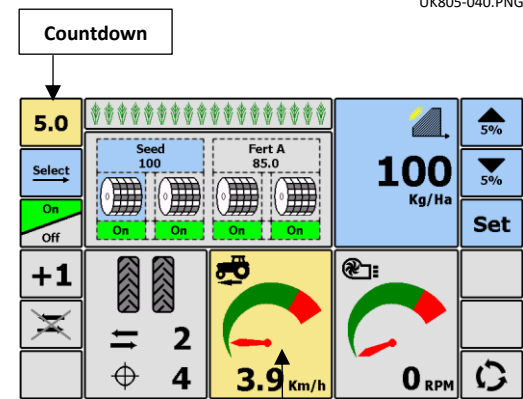 UK805-040.PNG
Countdown
5.0
Select
On
Off
+1
Seed
100
Fert A
85.0
On
On
On
On
100
Kg/Ha
5%
5%
Set
2
4
3.9 Km/h
0 RPM